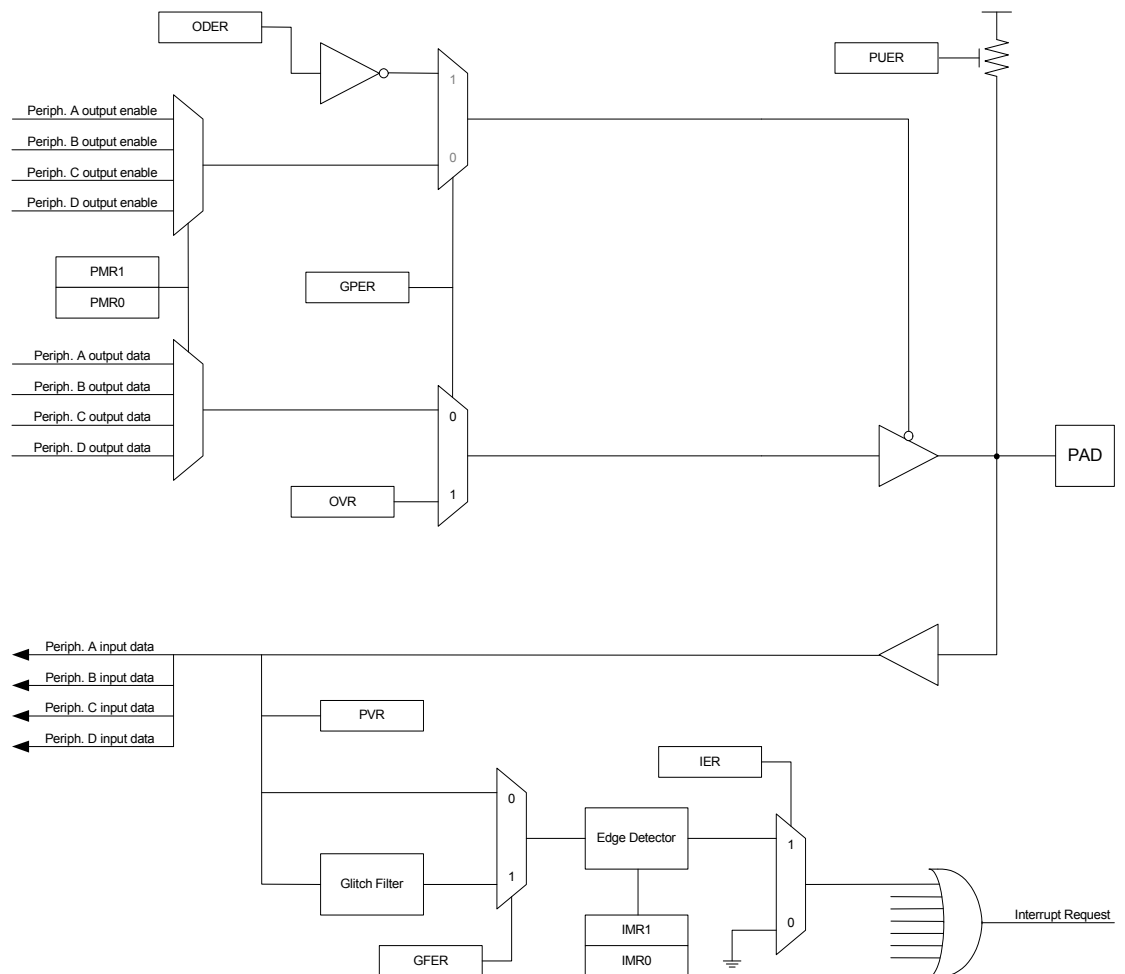 ODER
PUER
1
Periph. A output enable
Periph. B output enable
0
Periph. C output enable
Periph. D output enable
PMR1
GPER
PMR0
Periph. A output data
Periph. B output data
0
Periph. C output data
Periph. D output data
PAD
1
OVR
Periph. A input data
Periph. B input data
Periph. C input data
PVR
Periph. D input data
IER
0
Edge Detector
1
Glitch Filter
1
0
IMR1
Interrupt Request
GFER
IMR0